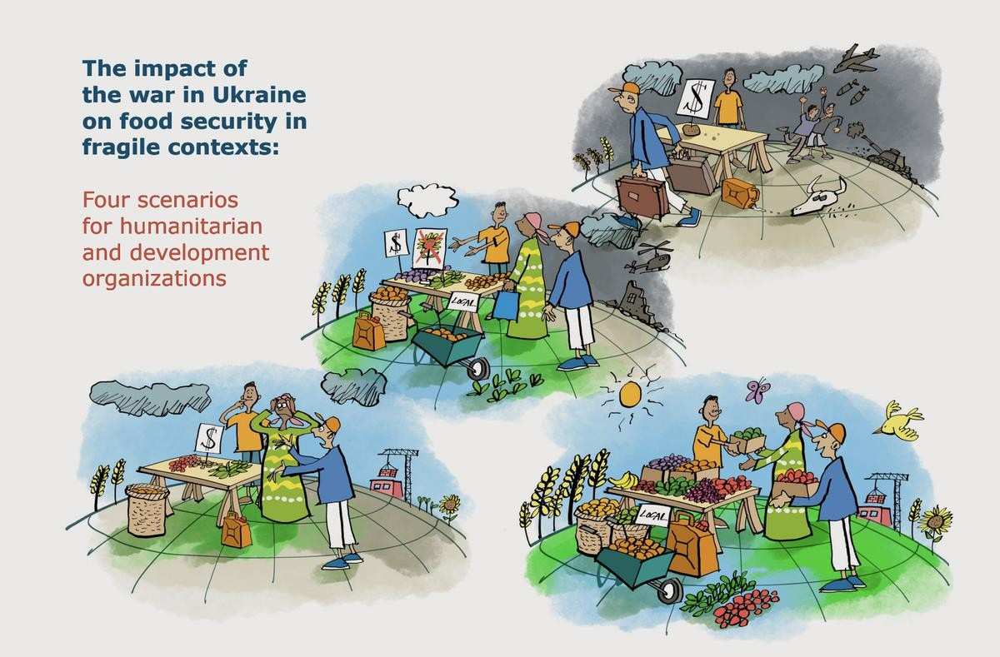 The impact of
the war in Ukraine
on food security in
fragile contexts:
Four scenarios
for humanitarian
and development
organizations
$
$
LOCAL
$
LOCAL